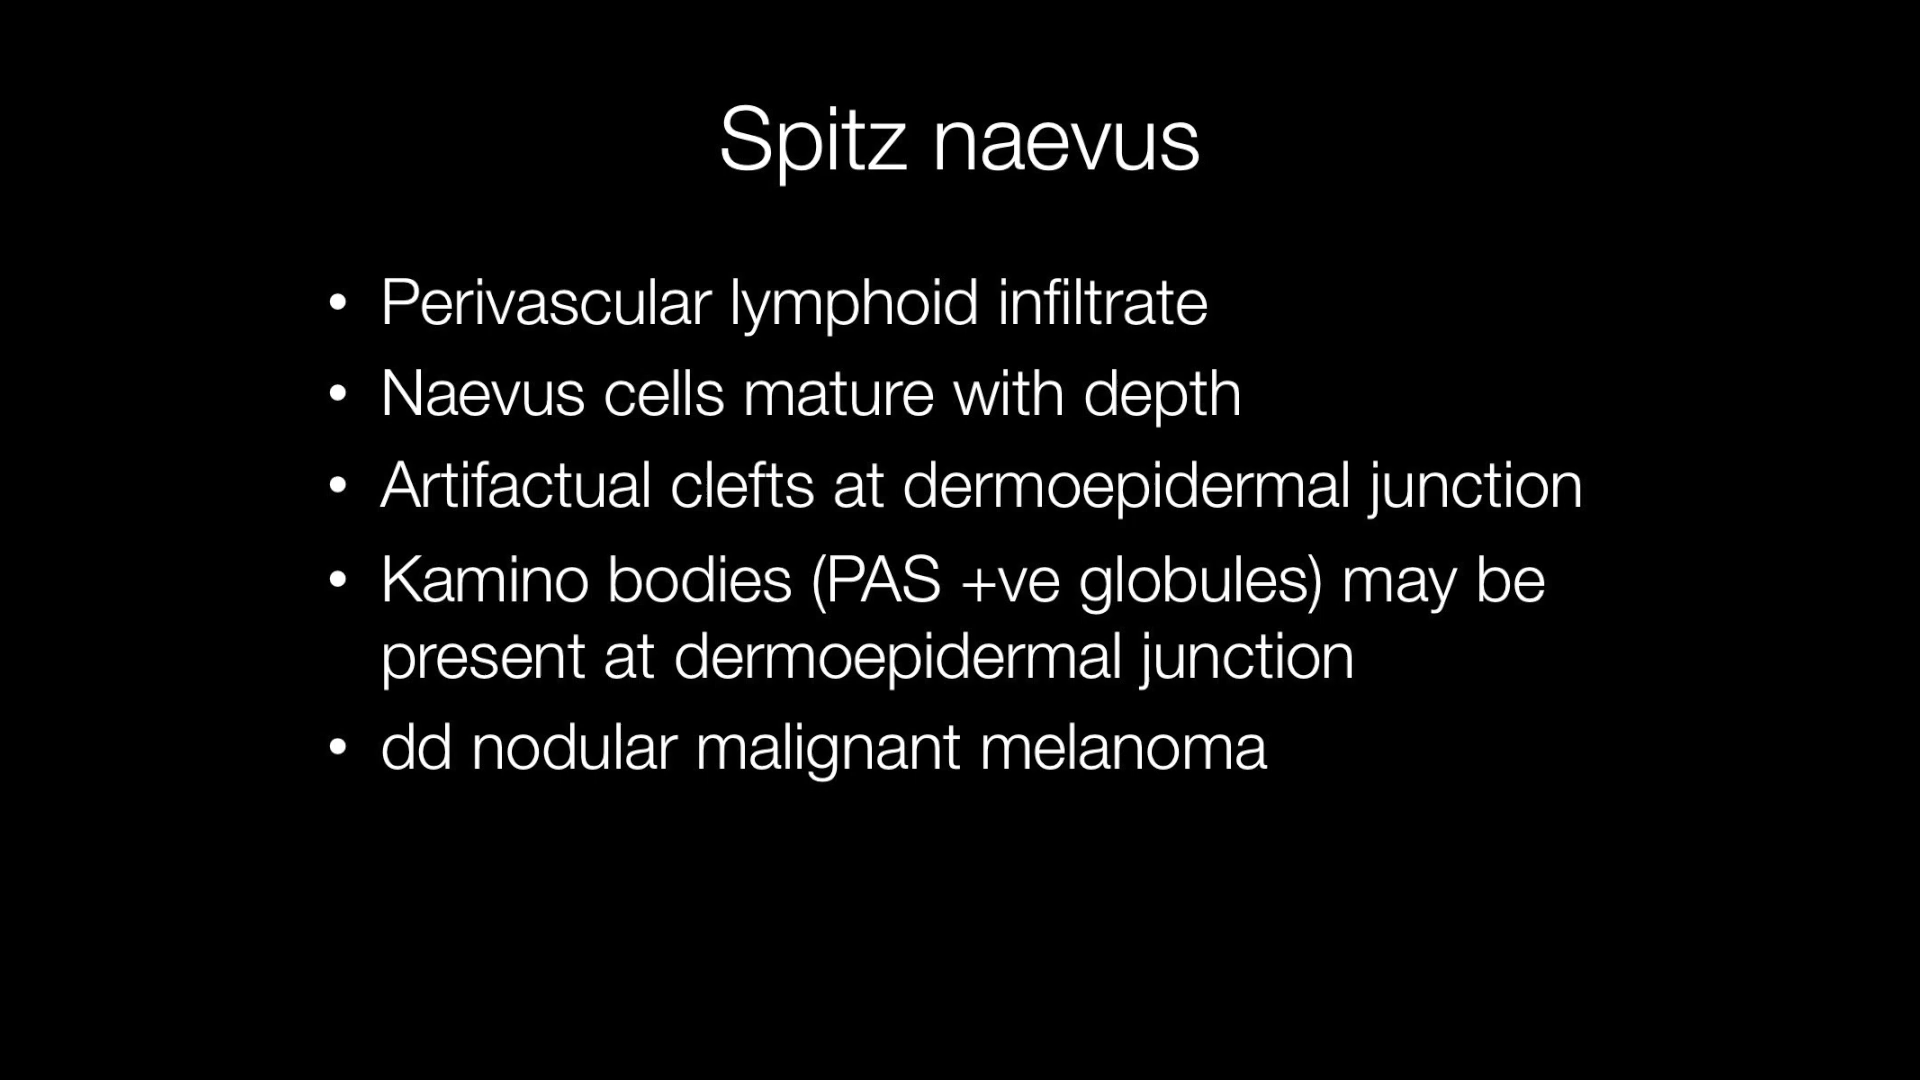 Spitz naevus
• Perivascular lymphoid infiltrate
• Naevus cells mature with depth
• Artifactual clefts at dermoepidermal junction
• Kamino bodies (PAS +ve globules) may be
present at dermoepidermal junction
• dd nodular malignant melanoma